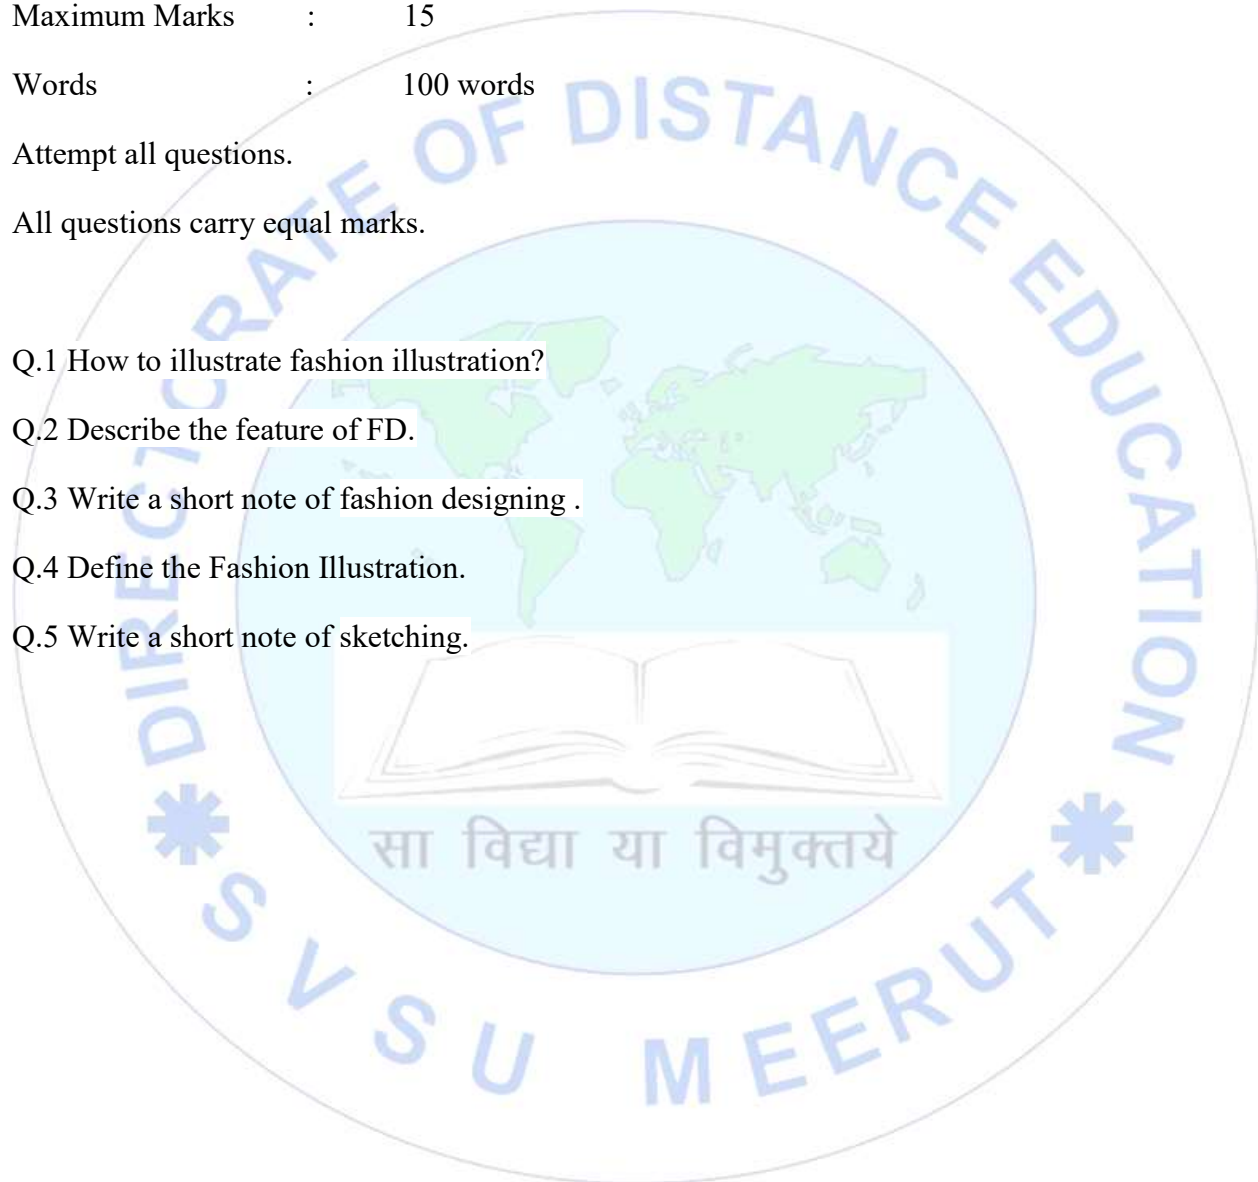 Maximum Marks : 15
Words : 100 words
Attempt all questions.
All questions carry equal marks.
Q.1 How to illustrate fashion illustration?
Q.2 Describe the feature of FD.
Q.3 Write a short note of fashion designing .
Q.4 Define the Fashion Illustration.
Q.5 Write a short note of sketching.
DIRECTORATE OF DISTANCE EDUCATION
सा विद्या या विमुक्तये
* SVSU MEERUT *